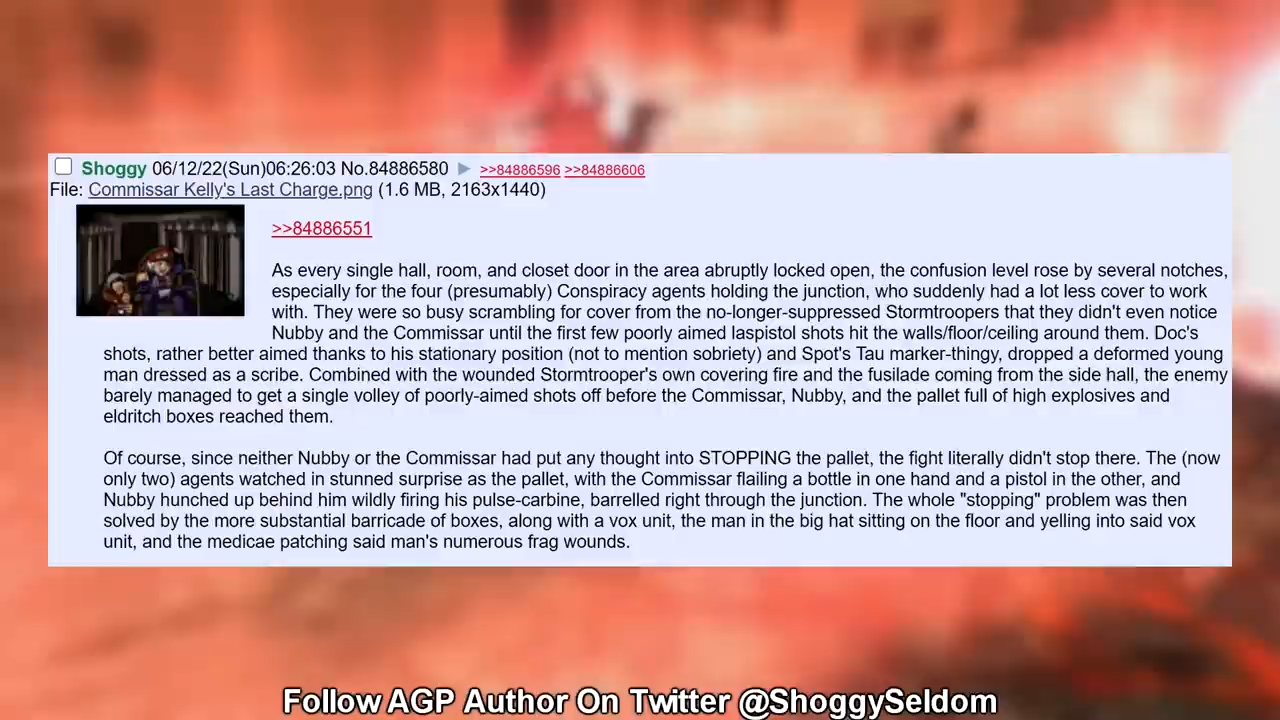 Shoggy 06/12/22(Sun)06:26:03 No.84886580 ▶ >>84886596 >>84886606
File: Commissar Kelly's Last Charge.png (1.6 MB, 2163x1440)
>>84886551
As every single hall, room, and closet door in the area abruptly locked open, the confusion level rose by several notches,
especially for the four (presumably) Conspiracy agents holding the junction, who suddenly had a lot less cover to work
with. They were so busy scrambling for cover from the no-longer-suppressed Stormtroopers that they didn't even notice
Nubby and the Commissar until the first few poorly aimed laspistol shots hit the walls/floor/ceiling around them. Doc's
shots, rather better aimed thanks to his stationary position (not to mention sobriety) and Spot's Tau marker-thingy, dropped a deformed young
man dressed as a scribe. Combined with the wounded Stormtrooper's own covering fire and the fusilade coming from the side hall, the enemy
barely managed to get a single volley of poorly-aimed shots off before the Commissar, Nubby, and the pallet full of high explosives and
eldritch boxes reached them.
Of course, since neither Nubby or the Commissar had put any thought into STOPPING the pallet, the fight literally didn't stop there. The (now
only two) agents watched in stunned surprise as the pallet, with the Commissar flailing a bottle in one hand and a pistol in the other, and
Nubby hunched up behind him wildly firing his pulse-carbine, barrelled right through the junction. The whole "stopping" problem was then
solved by the more substantial barricade of boxes, along with a vox unit, the man in the big hat sitting on the floor and yelling into said vox
unit, and the medicae patching said man's numerous frag wounds.
Follow AGP Author On Twitter @ShoggySeldom